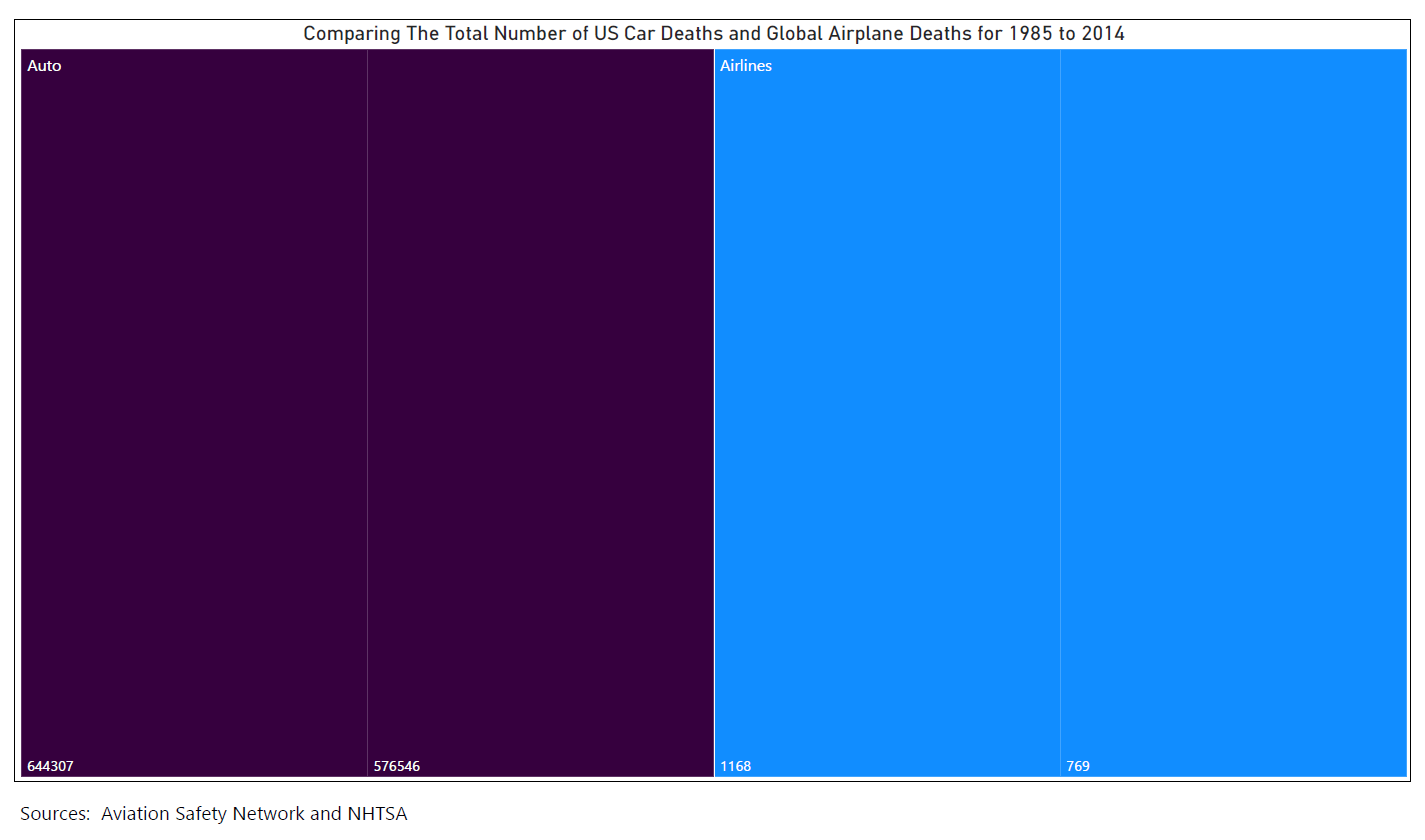 Comparing The Total Number of US Car Deaths and Global Airplane Deaths for 1985 to 2014
Auto
Airlines
644307
576546
1168
769
Sources:  Aviation Safety Network and NHTSA